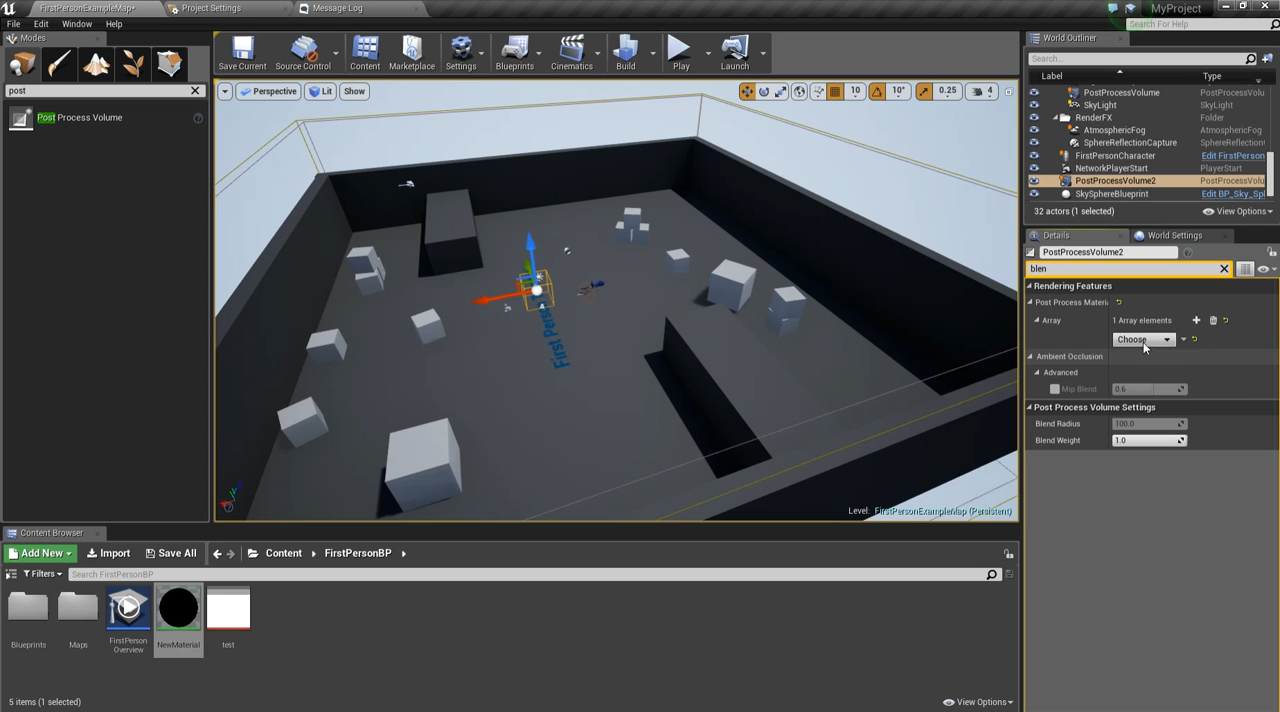 FirstPersonExampleMap*
Project Settings
Message Log
MyProject
File Edit Window Help
Search For Help
Modes
post
Post Process Volume
Save Current
Source Control
Content
Marketplace
Settings
Blueprints
Cinematics
Build
Play
Launch
Perspective
Lit
Show
10
10°
0.25
4
Level: FirstPersonExampleMap (Persistent)
World Outliner
Search...
Label Type
PostProcessVolume PostProcessVolu
SkyLight SkyLight
RenderFX Folder
AtmosphericFog AtmosphericFog
SphereReflectionCapture SphereReflection
FirstPersonCharacter Edit FirstPerson
NetworkPlayerStart PlayerStart
PostProcessVolume2 PostProcessVolu
SkySphereBlueprint Edit BP_Sky_Spl
32 actors (1 selected)
View Options
Details
World Settings
PostProcessVolume2
blen
Rendering Features
Post Process Materi
Array 1 Array elements
Choose
Ambient Occlusion
Advanced
Mip Blend 0.6
Post Process Volume Settings
Blend Radius 100.0
Blend Weight 1.0
Content Browser
Add New
Import
Save All
Content
FirstPersonBP
Filters
Search FirstPersonBP
Blueprints
Maps
FirstPerson
Overview
NewMaterial
test
5 items (1 selected)
View Options